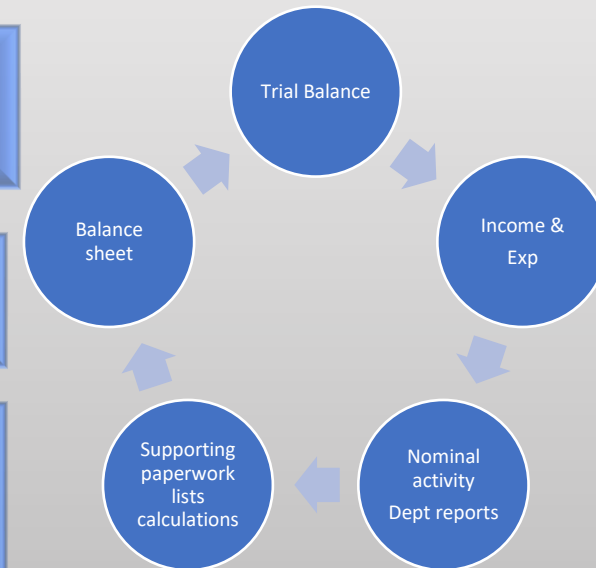 Trial Balance
Income &
Exp
Nominal
activity
Dept reports
Supporting
paperwork
lists
calculations
Balance
sheet